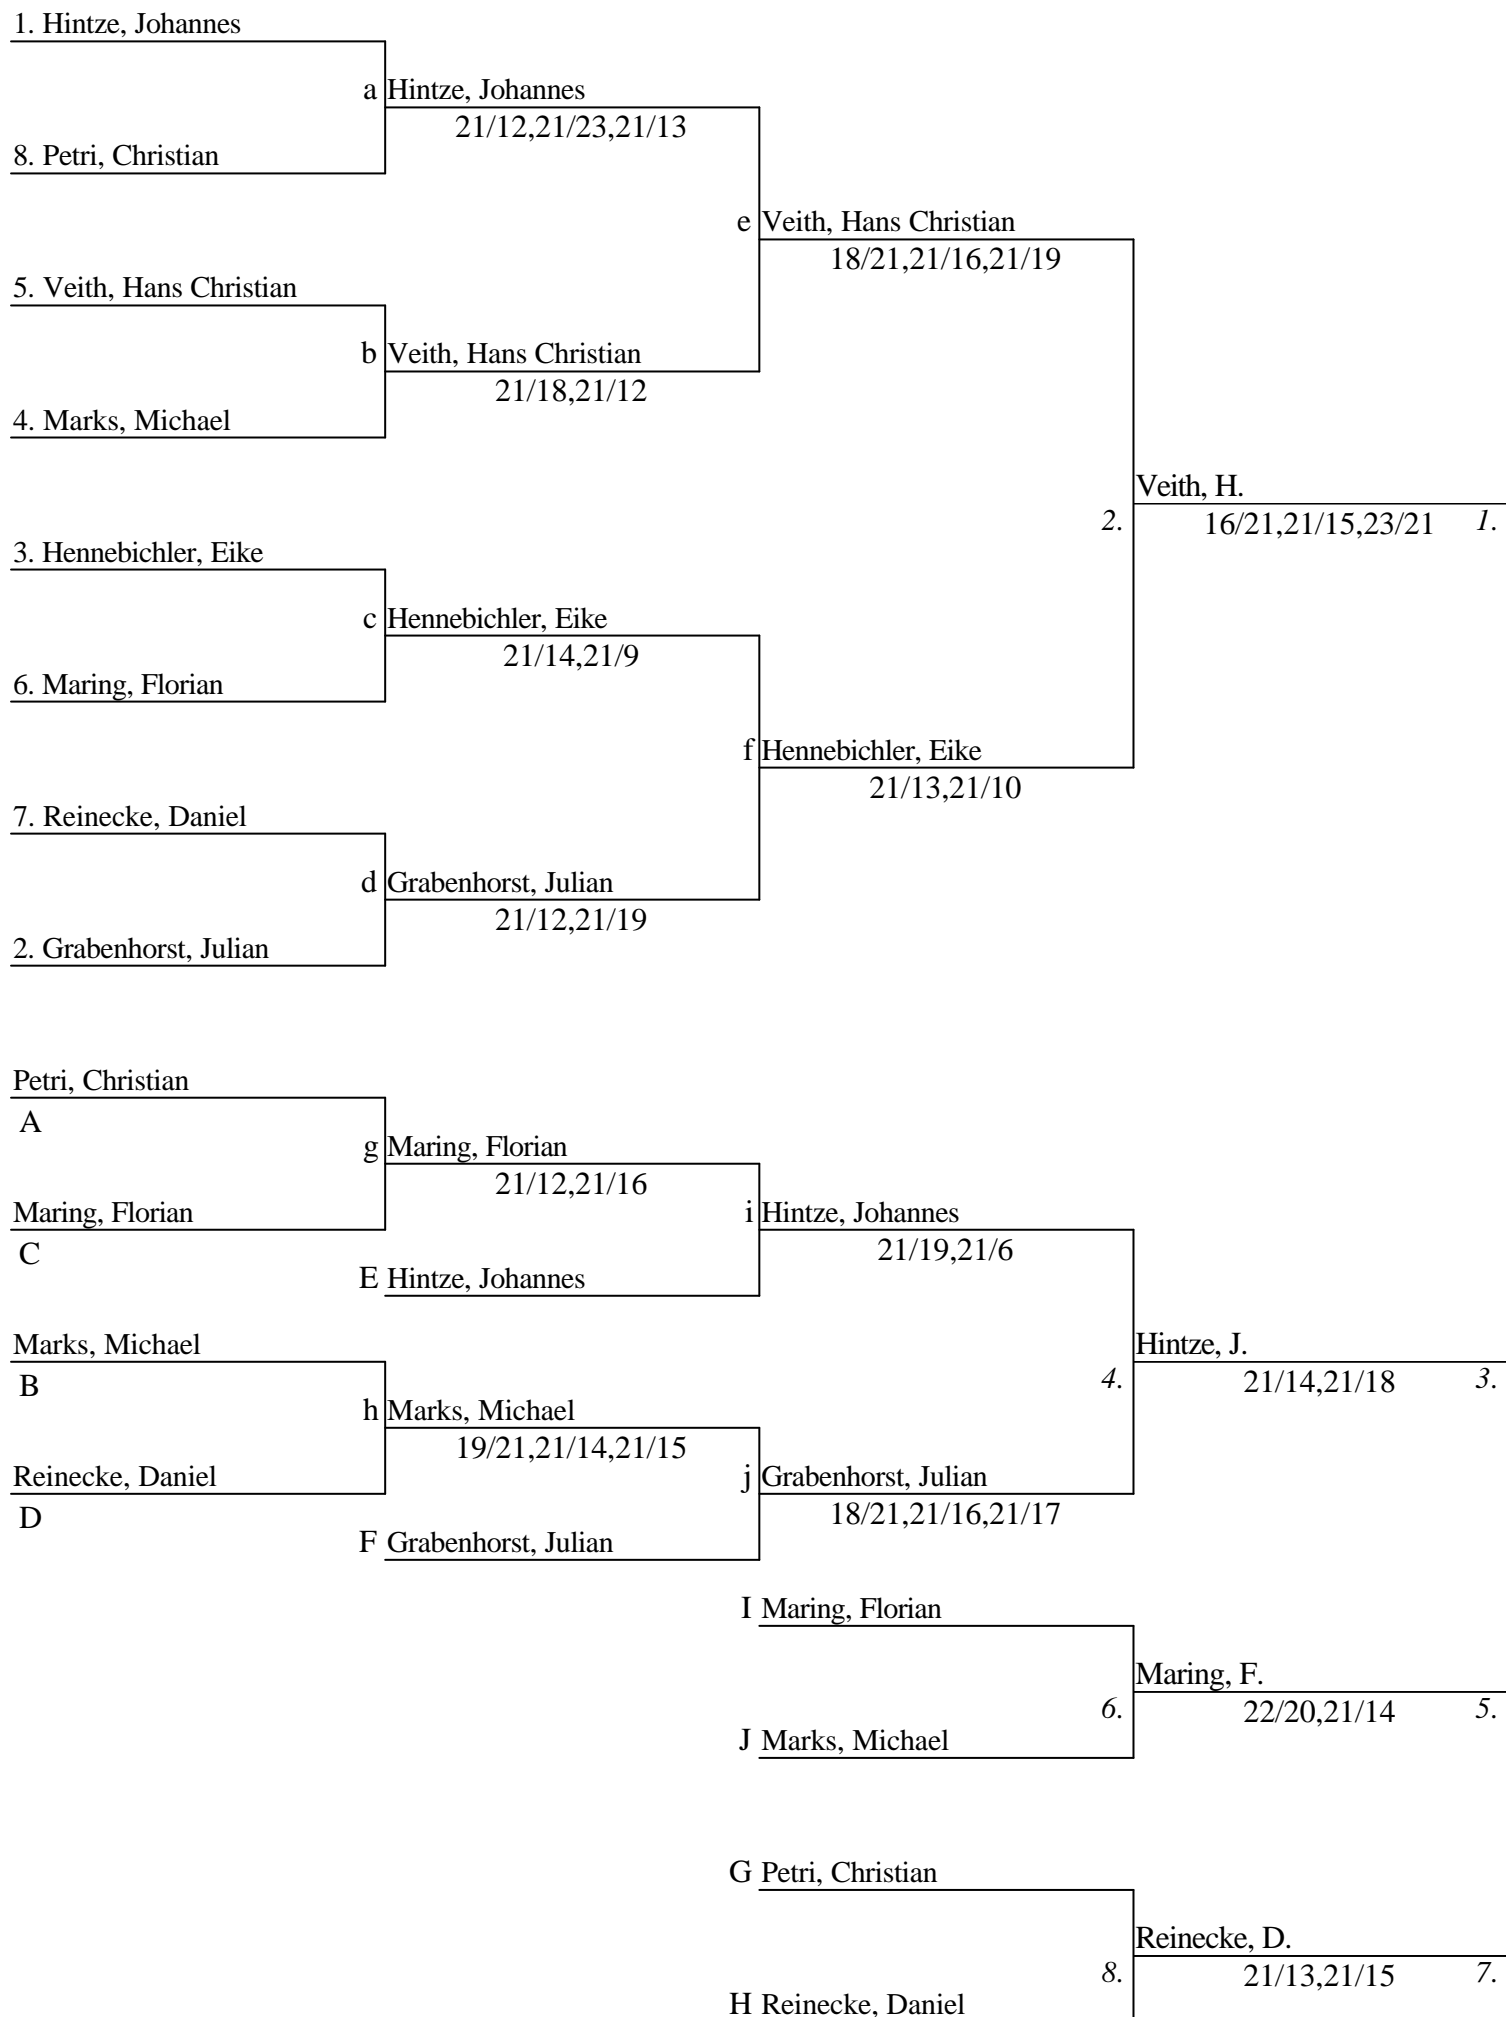 1. Hintze, Johannes
a Hintze, Johannes
21/12,21/23,21/13
8. Petri, Christian
e Veith, Hans Christian
18/21,21/16,21/19
5. Veith, Hans Christian
b Veith, Hans Christian
21/18,21/12
4. Marks, Michael
Veith, H.
2.
16/21,21/15,23/21 1.
3. Hennebichler, Eike
c Hennebichler, Eike
21/14,21/9
6. Maring, Florian
f Hennebichler, Eike
21/13,21/10
7. Reinecke, Daniel
d Grabenhorst, Julian
21/12,21/19
2. Grabenhorst, Julian
Petri, Christian
A
g Maring, Florian
21/12,21/16
Maring, Florian
i Hintze, Johannes
21/19,21/6
C
E Hintze, Johannes
Marks, Michael
Hintze, J.
B
4.
21/14,21/18 3.
h Marks, Michael
19/21,21/14,21/15
Reinecke, Daniel
j Grabenhorst, Julian
18/21,21/16,21/17
D
F Grabenhorst, Julian
I Maring, Florian
Maring, F.
6.
22/20,21/14 5.
J Marks, Michael
G Petri, Christian
Reinecke, D.
8.
21/13,21/15 7.
H Reinecke, Daniel